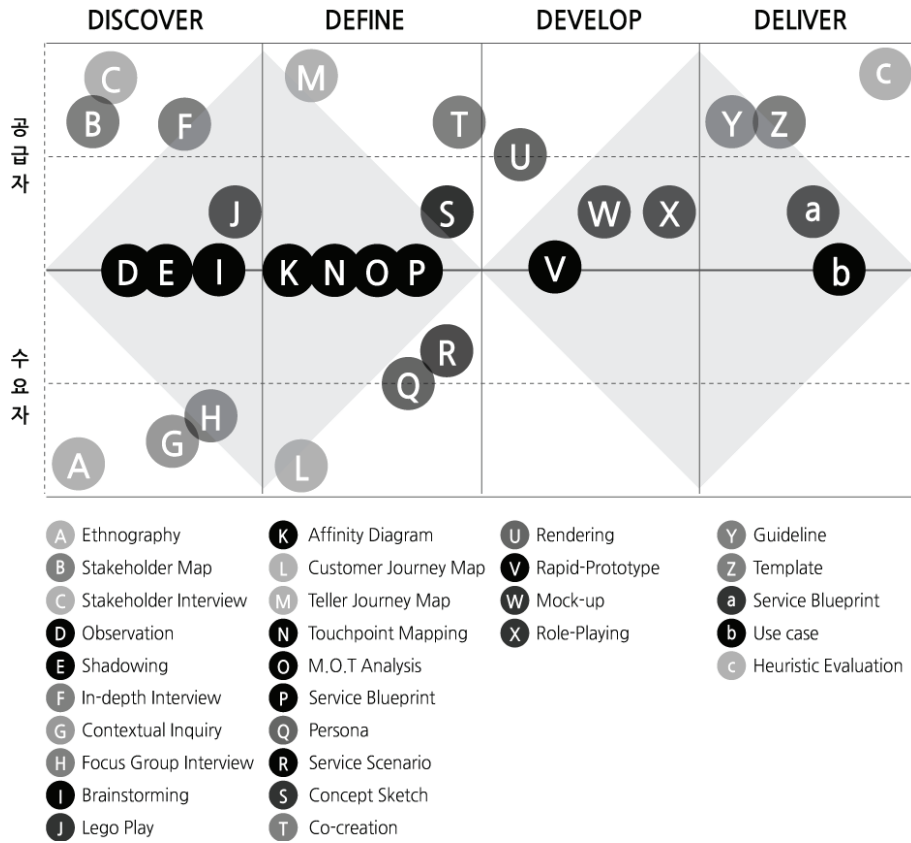 DISCOVER DEFINE DEVELOP DELIVER
C M c
B F T Y Z
공급자
U
J S W X a
D E I K N O P V b
수요자
R
Q
H
G
A L
A Ethnography
B Stakeholder Map
C Stakeholder Interview
D Observation
E Shadowing
F In-depth Interview
G Contextual Inquiry
H Focus Group Interview
I Brainstorming
J Lego Play
K Affinity Diagram
L Customer Journey Map
M Teller Journey Map
N Touchpoint Mapping
O M.O.T Analysis
P Service Blueprint
Q Persona
R Service Scenario
S Concept Sketch
T Co-creation
U Rendering
V Rapid-Prototype
W Mock-up
X Role-Playing
Y Guideline
Z Template
a Service Blueprint
b Use case
c Heuristic Evaluation